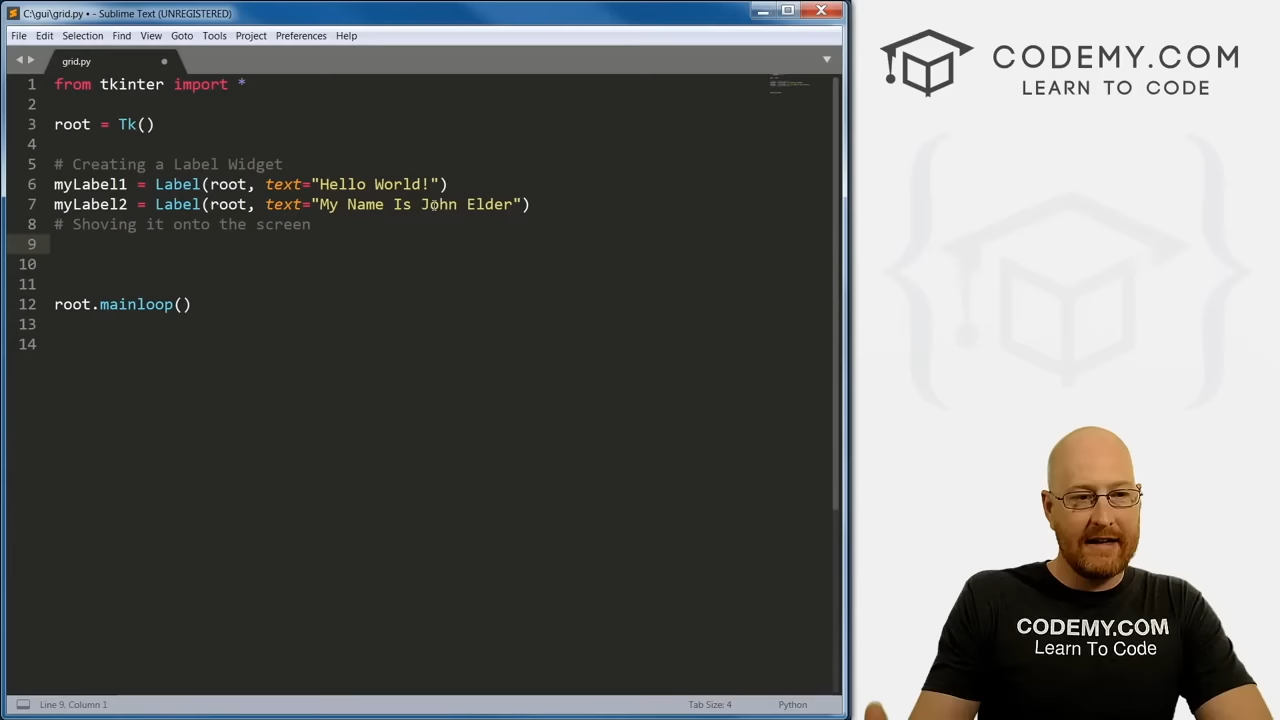 C:\gui\grid.py • - Sublime Text (UNREGISTERED)
File Edit Selection Find View Goto Tools Project Preferences Help
grid.py
1 from tkinter import *
2
3 root = Tk()
4
5 # Creating a Label Widget
6 myLabel1 = Label(root, text="Hello World!")
7 myLabel2 = Label(root, text="My Name Is John Elder")
8 # Shoving it onto the screen
9
10
11
12 root.mainloop()
13
14
Line 9, Column 1 Tab Size: 4 Python
CODEMY.COM
LEARN TO CODE
CODEMY.COM
Learn To Code